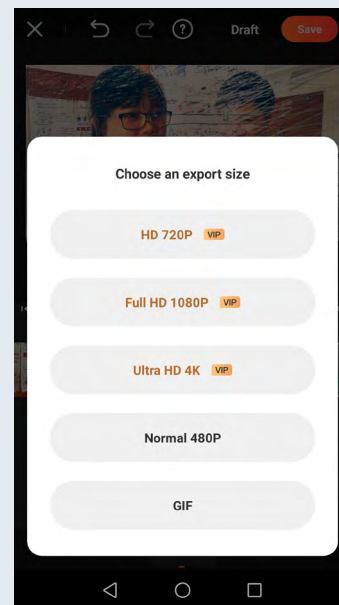 Draft
Save
Choose an export size
HD 720P VIP
Full HD 1080P VIP
Ultra HD 4K VIP
Normal 480P
GIF